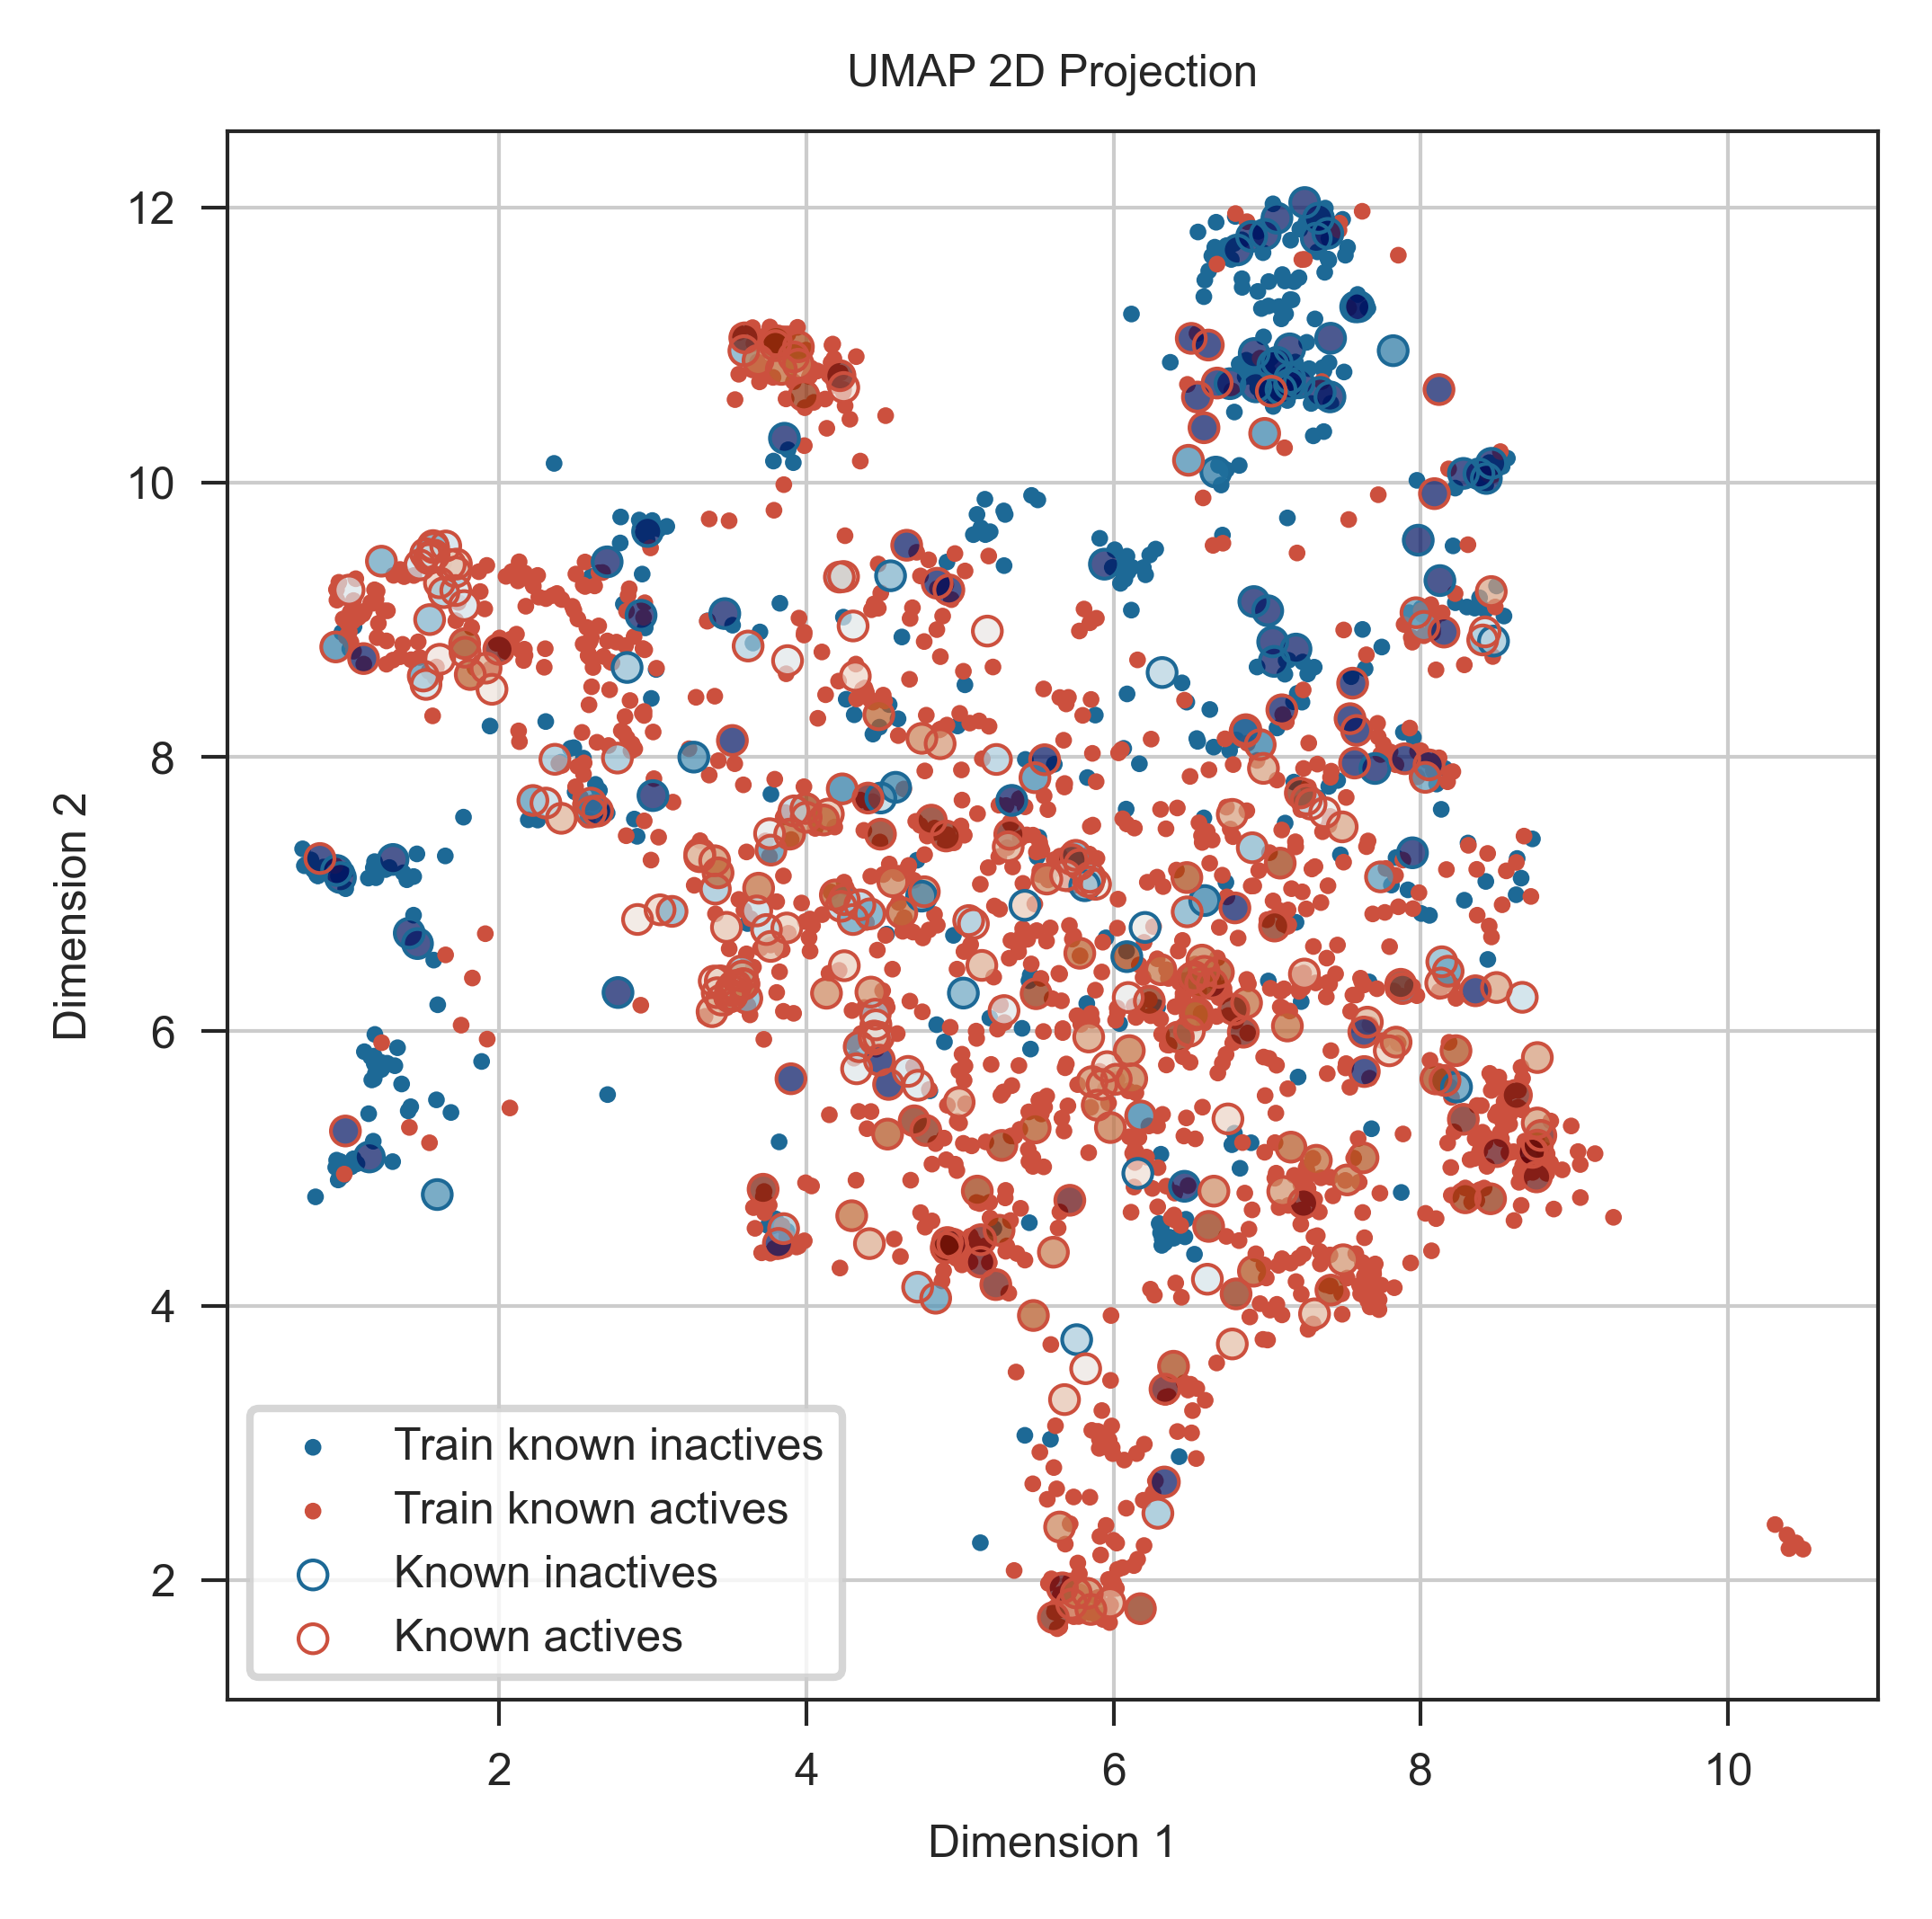 UMAP 2D Projection
12
10
8
6
4
2
Dimension 2
Train known inactives
Train known actives
Known inactives
Known actives
2 4 6 8 10
Dimension 1